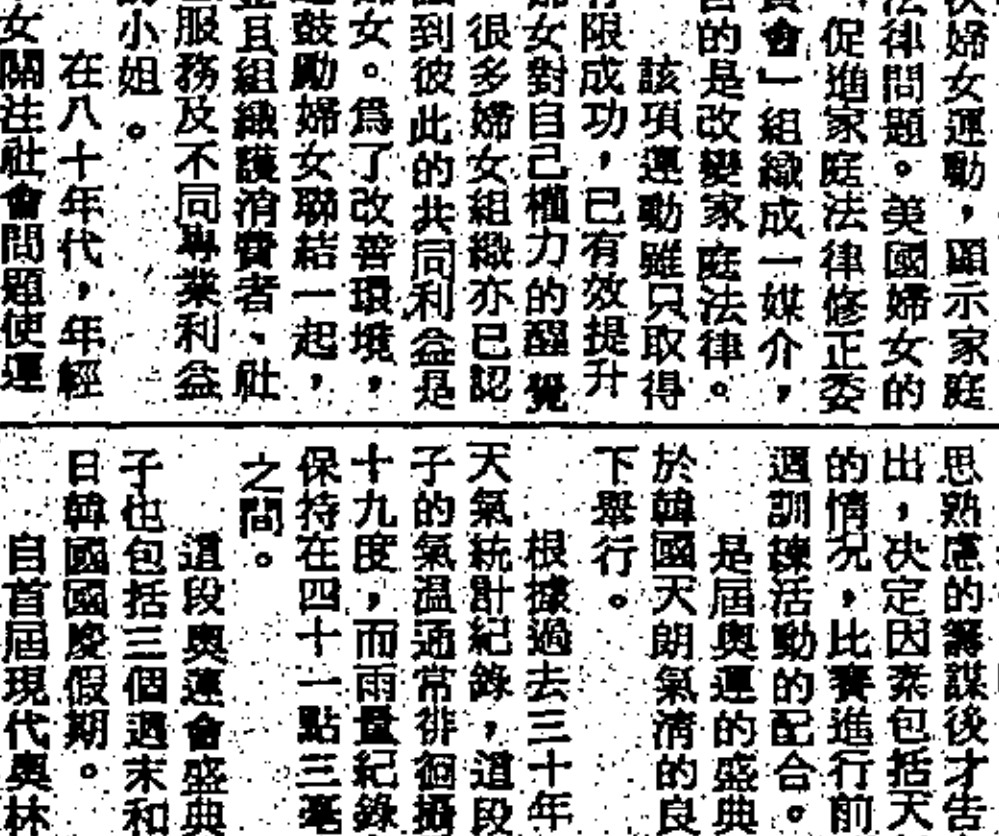 決婦女運動，顯示家庭
法律問題。美國婦女的
促進家庭法律修正委
會」組織成一媒介，
的是改變家庭法律。
該項運動雖只取得
有限成功，已有效提升
婦女對自己權力的醒覺
很多婦女組織亦已認
到彼此的共同利益是
鼓勵婦女聯結一起，
女。爲了改善環境，
且組織護消費者、社
服務及不同專業利益
小姐。
在八十年代，年輕
女關注社會問題使運
思熟慮的籌謀後才告
出，決定因素包括天
的情況，比賽進行前
週訓練活動的配合。
是屆奧運的盛典
於韓國天朗氣清的良
下舉行。
根據過去三十年
天氣統計紀錄，這段
子的氣温通常徘徊攝
十九度，而雨量紀錄
保持在四十一點三毫
之間。
這段奧運會盛典
子也包括三個週末和
日韓國國慶假期。
自首屆現代奧林